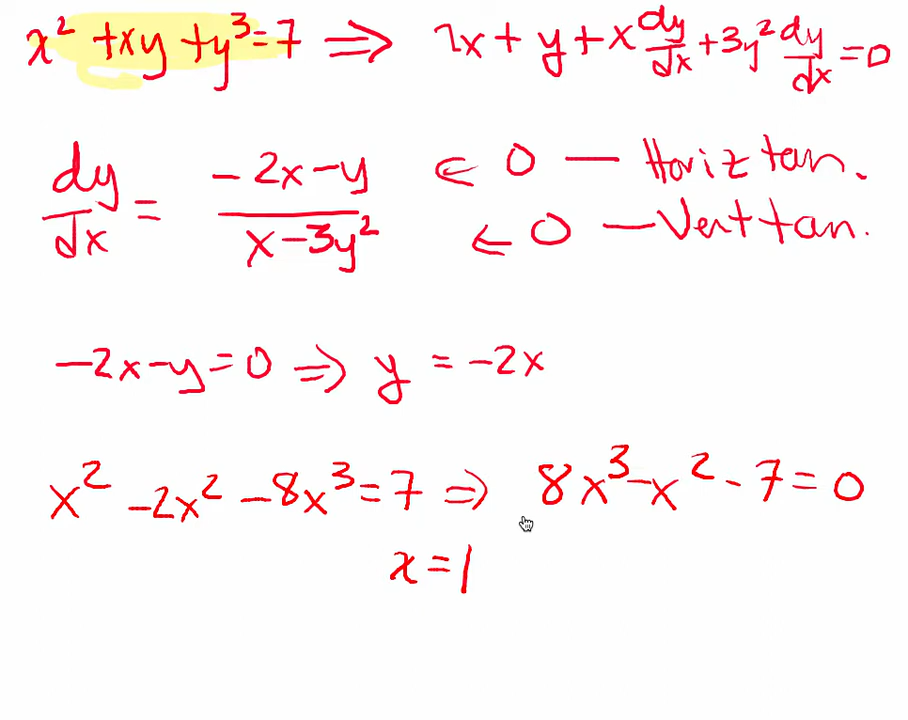 x² + xy + y³ = 7 ⇒ 2x + y + x dy/dx + 3y² dy/dx = 0
dy/dx = (-2x - y)/(x - 3y²) ← 0 — Horiz tan.
← 0 — Vert tan.
-2x - y = 0 ⇒ y = -2x
x² - 2x² - 8x³ = 7 ⇒ 8x³ - x² - 7 = 0
x = 1